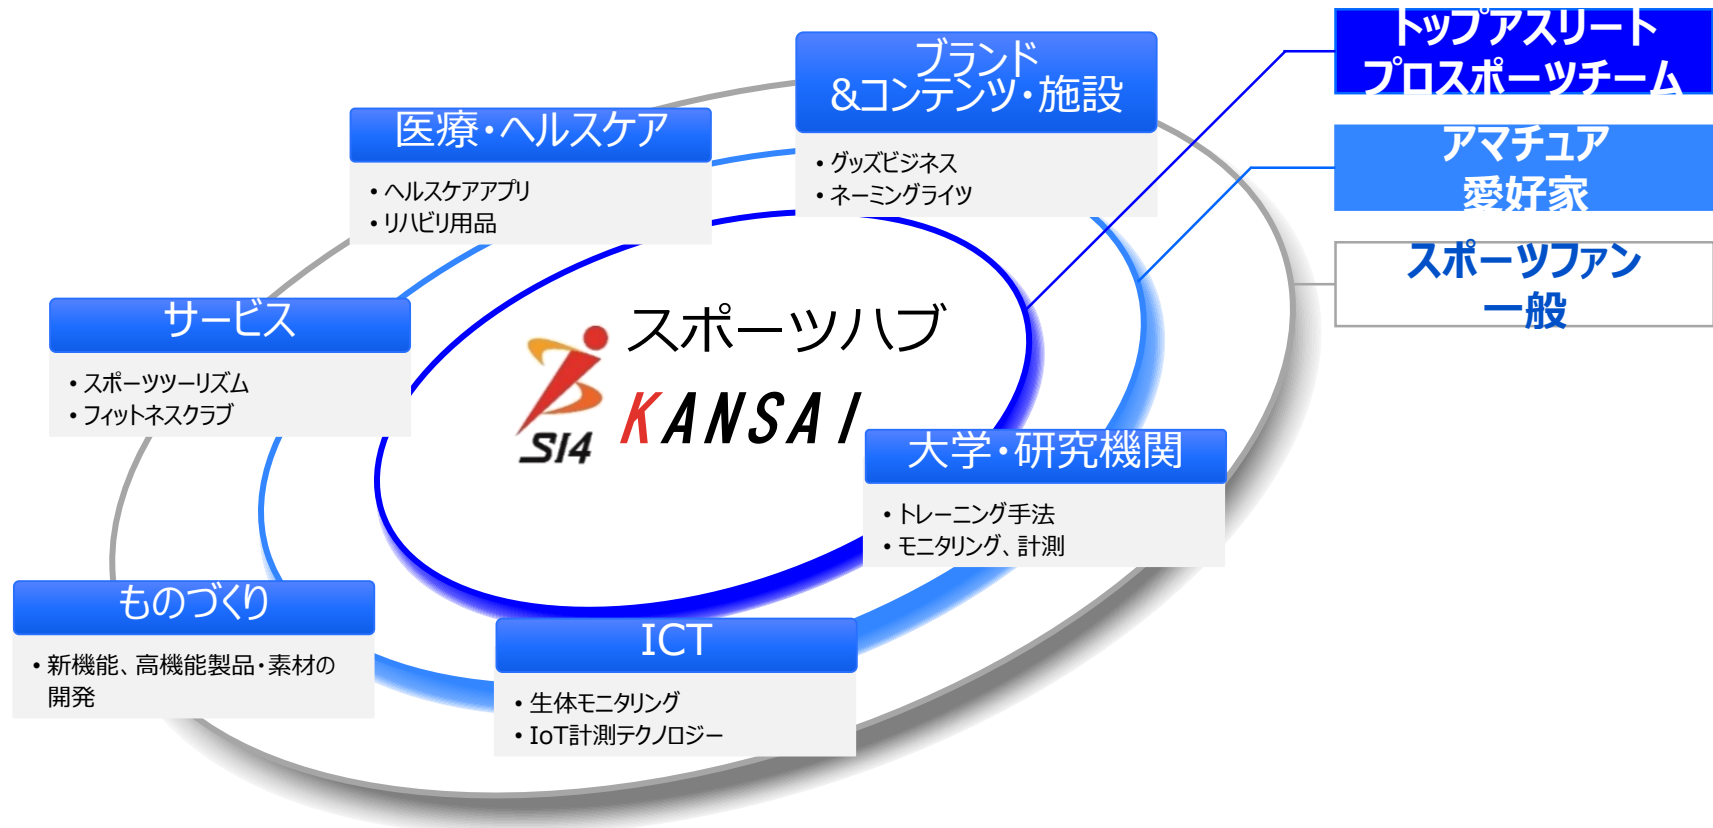 トップアスリート
プロスポーツチーム
アマチュア
愛好家
スポーツファン
一般
ブランド
&コンテンツ・施設
• グッズビジネス
• ネーミングライツ
医療・ヘルスケア
• ヘルスケアアプリ
• リハビリ用品
サービス
• スポーツツーリズム
• フィットネスクラブ
スポーツハブ
KANSAI
SI4
大学・研究機関
• トレーニング手法
• モニタリング、計測
ものづくり
• 新機能、高機能製品・素材の
開発
ICT
• 生体モニタリング
• IoT計測テクノロジー